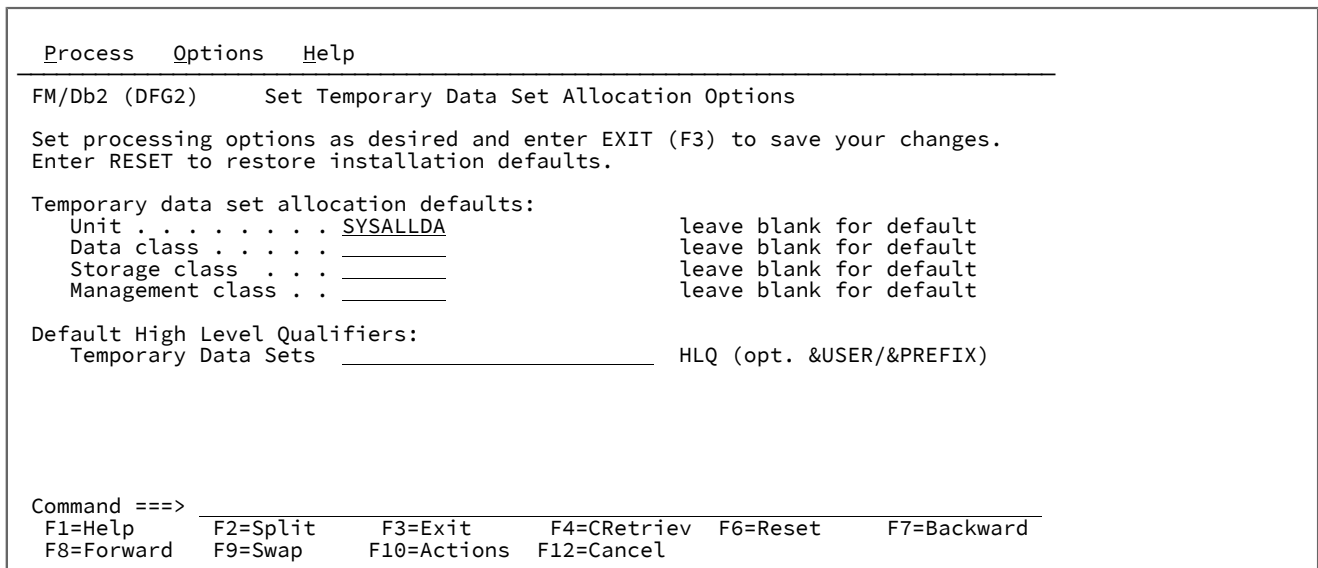 Process   Options   Help
FM/Db2 (DFG2)     Set Temporary Data Set Allocation Options
Set processing options as desired and enter EXIT (F3) to save your changes.
Enter RESET to restore installation defaults.
Temporary data set allocation defaults:
Unit . . . . . . . . SYSALLDA                  leave blank for default
Data class . . . . .                           leave blank for default
Storage class  . . .                           leave blank for default
Management class . .                           leave blank for default
Default High Level Qualifiers:
Temporary Data Sets                            HLQ (opt. &USER/&PREFIX)
Command ===>
F1=Help      F2=Split     F3=Exit      F4=CRetriev  F6=Reset     F7=Backward
F8=Forward   F9=Swap     F10=Actions  F12=Cancel